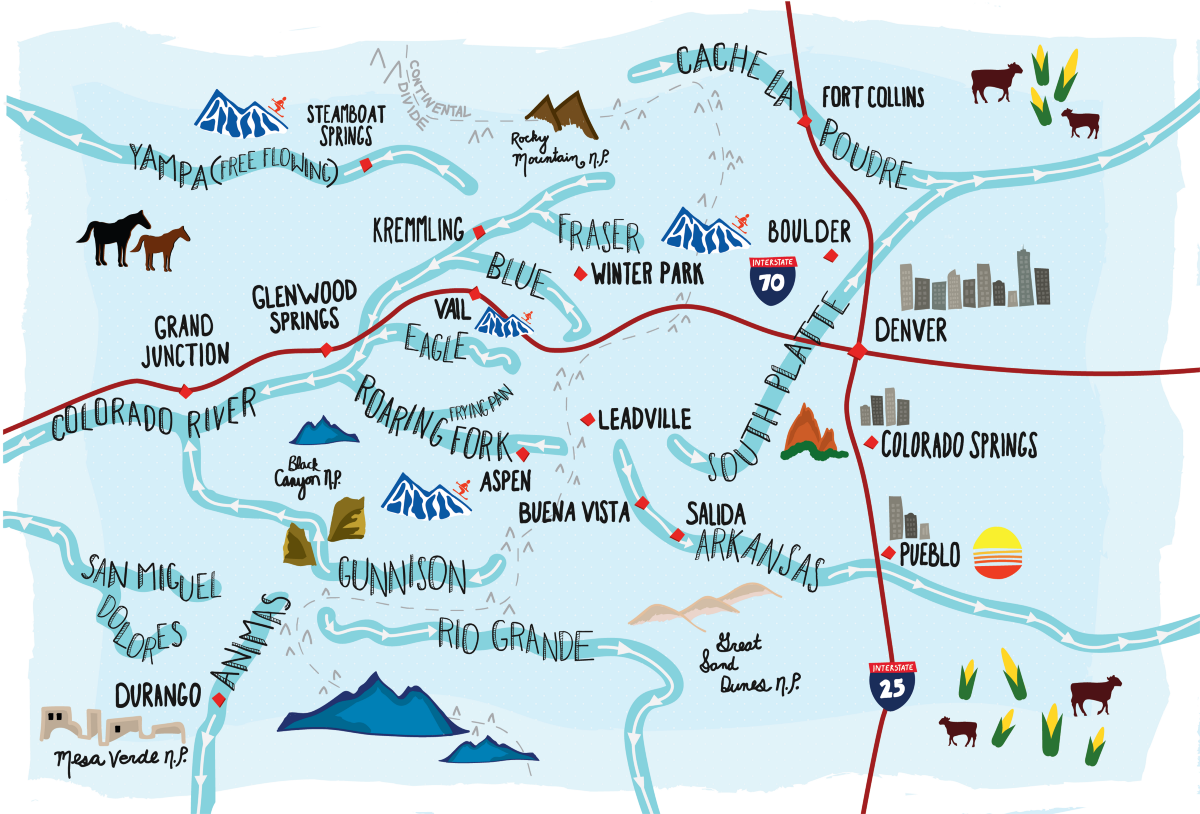 CONTINENTAL
DIVIDE
CACHE LA
POUDRE
FORT COLLINS
STEAMBOAT
SPRINGS
Rocky
Mountain, N.P.
YAMPA (FREE FLOWING)
KREMMLING
FRASER
BOULDER
WINTER PARK
INTERSTATE
70
BLUE
GLENWOOD
SPRINGS
VAIL
GRAND
JUNCTION
EAGLE
DENVER
SOUTH PLATTE
COLORADO RIVER
ROARING FORK
FRYING PAN
LEADVILLE
COLORADO SPRINGS
Black
Canyon N.P.
ASPEN
BUENA VISTA
SALIDA
ARKANSAS
PUEBLO
SAN MIGUEL
GUNNISON
DOLORES
ANIMAS
RIO GRANDE
Great
Sand
Dunes N.P.
DURANGO
INTERSTATE
25
Mesa Verde N.P.